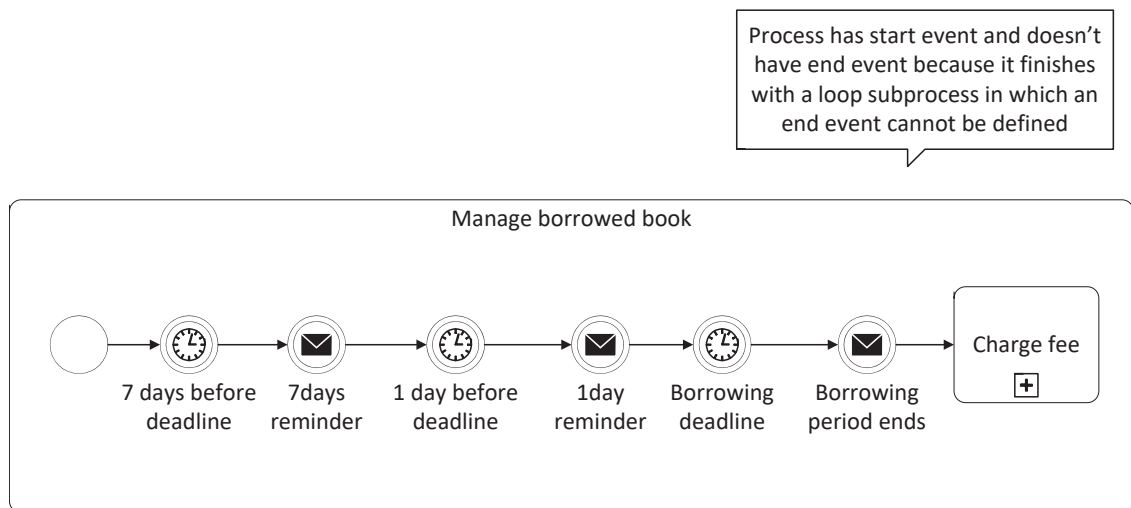 Process has start event and doesn’t
have end event because it finishes
with a loop subprocess in which an
end event cannot be defined
Manage borrowed book
7 days before
deadline
7days
reminder
1 day before
deadline
1day
reminder
Borrowing
deadline
Borrowing
period ends
Charge fee